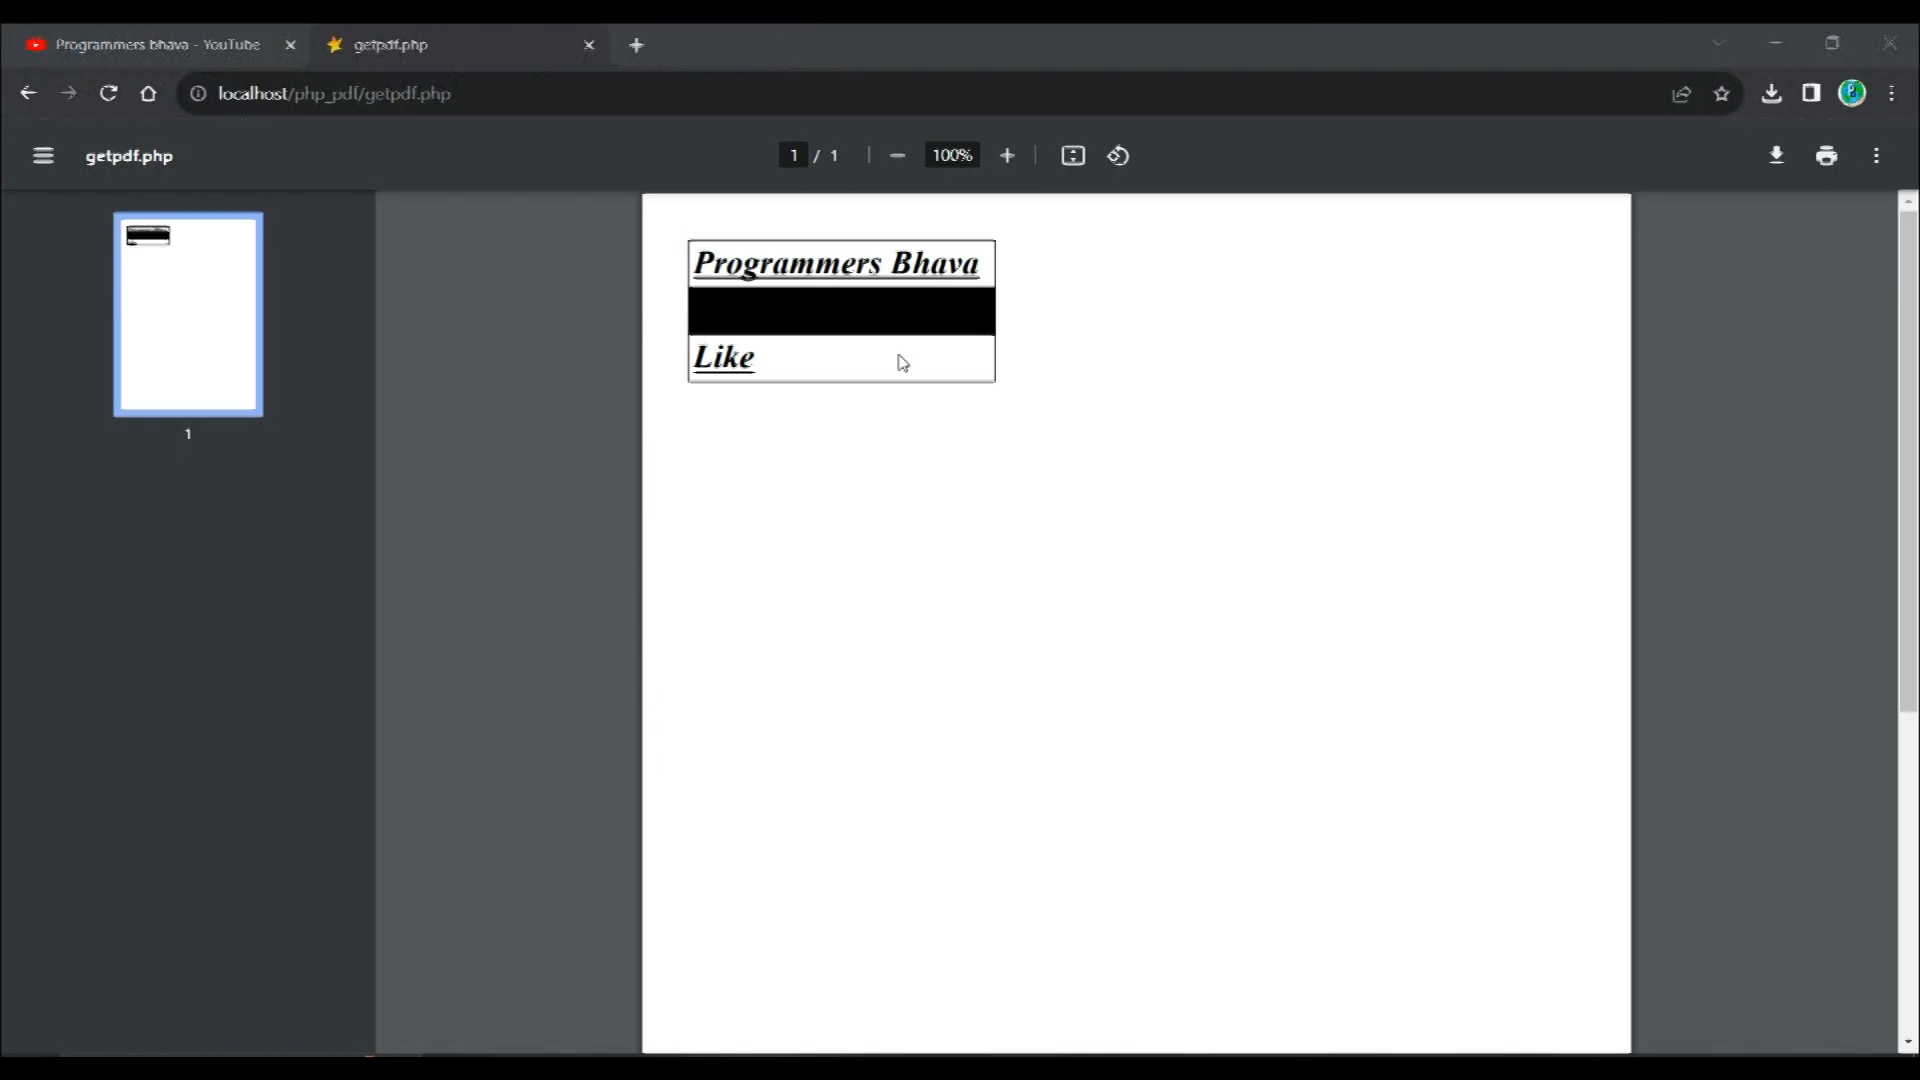 Programmers bhava - YouTube
getpdf.php
localhost/php_pdf/getpdf.php
getpdf.php
1 / 1
100%
1
Programmers Bhava
Like